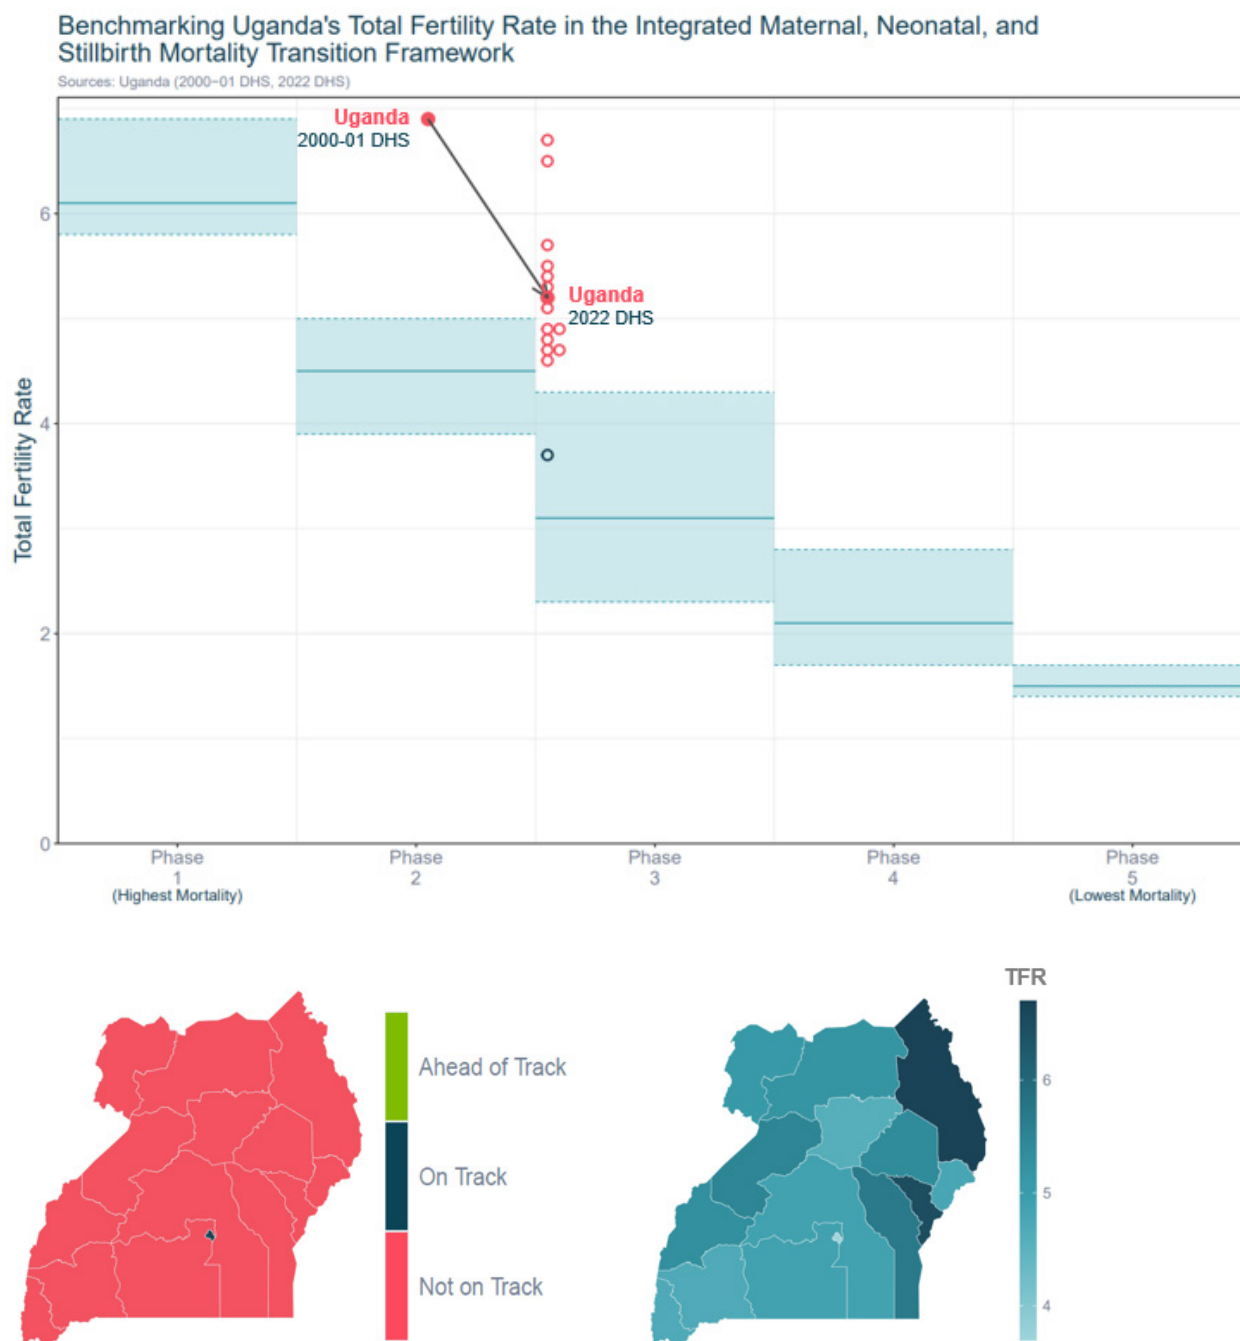 Benchmarking Uganda's Total Fertility Rate in the Integrated Maternal, Neonatal, and
Stillbirth Mortality Transition Framework
Sources: Uganda (2000−01 DHS, 2022 DHS)
Uganda
2000-01 DHS
Uganda
2022 DHS
Total Fertility Rate
6
4
2
0
Phase
1
(Highest Mortality)
Phase
2
Phase
3
Phase
4
Phase
5
(Lowest Mortality)
Ahead of Track
On Track
Not on Track
TFR
6
5
4